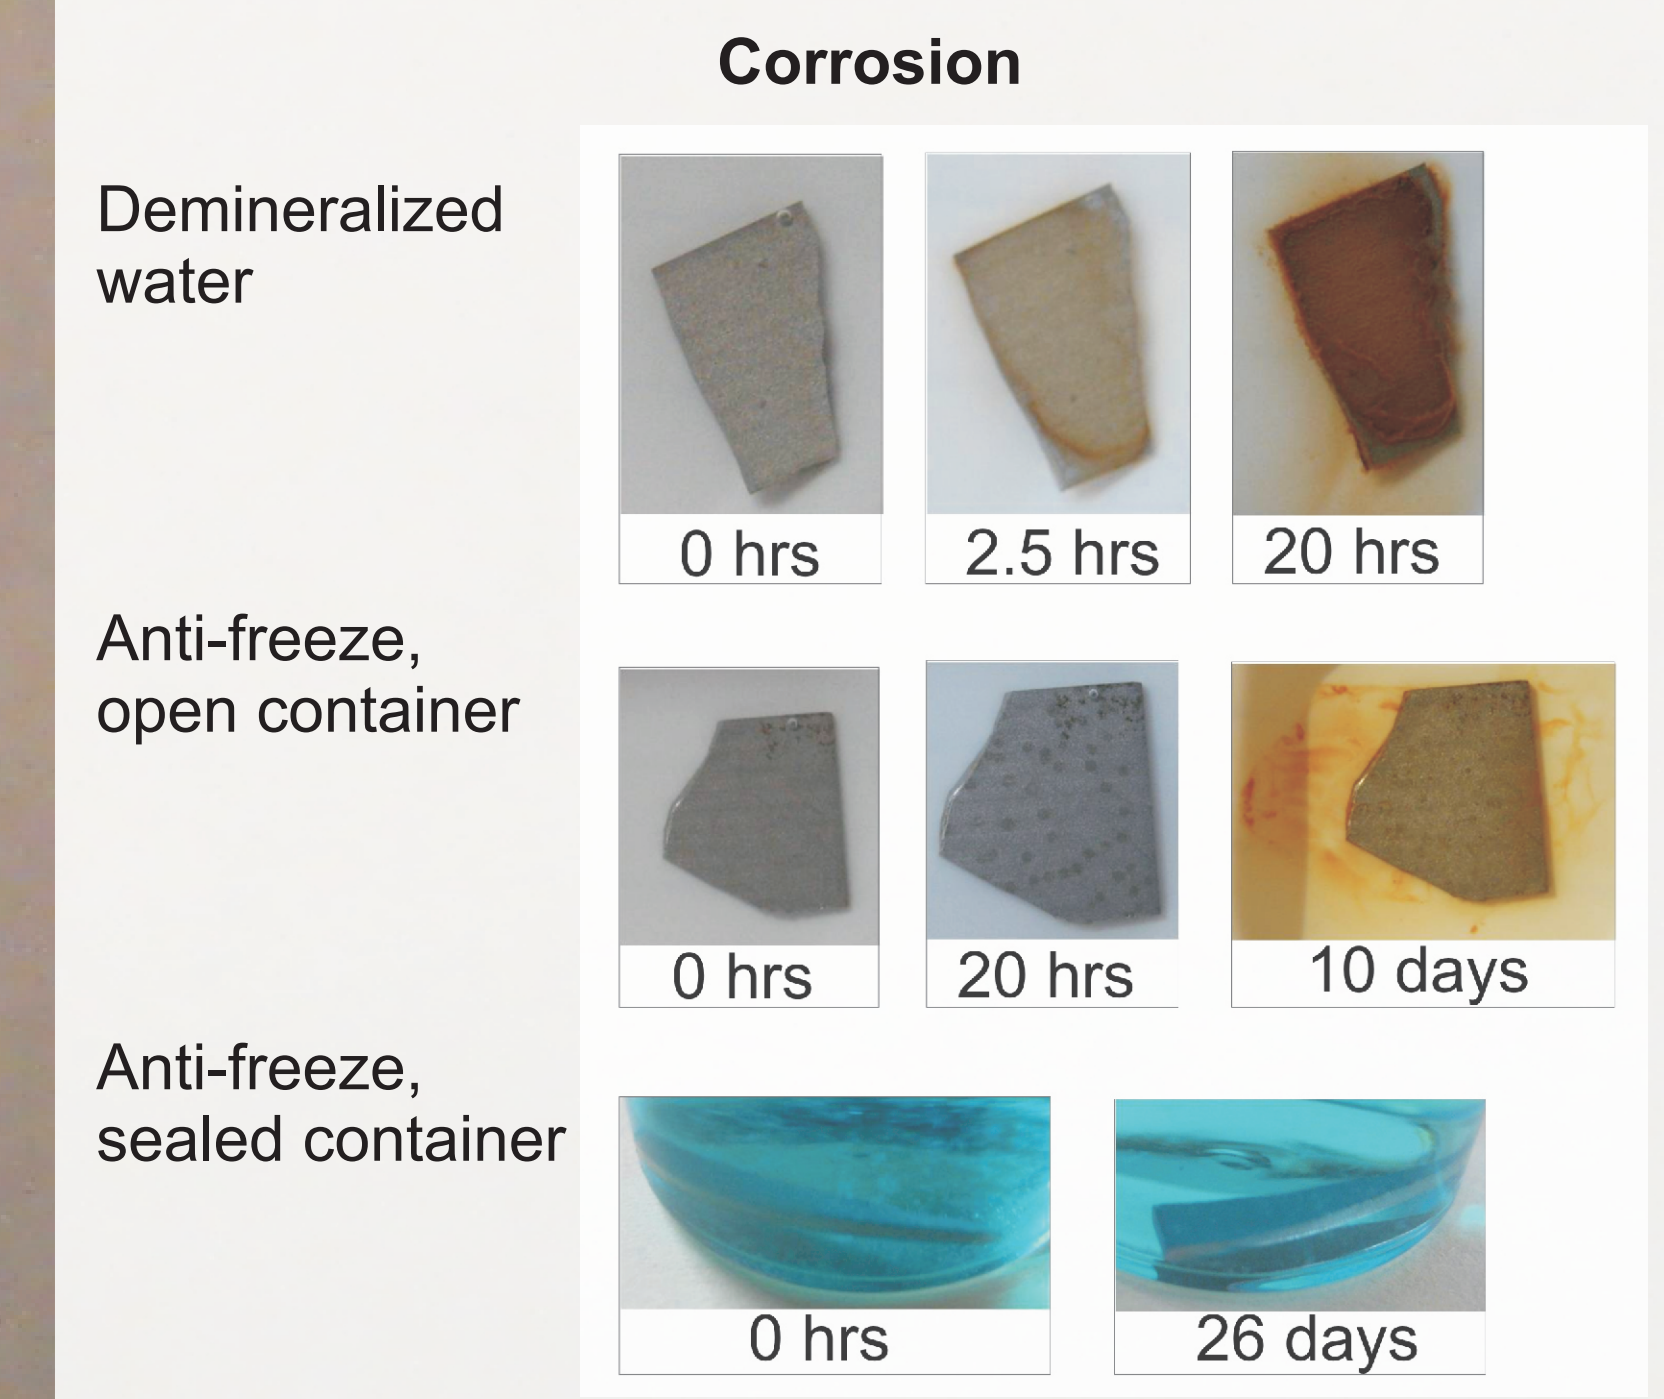 Corrosion
Demineralized
water
0 hrs
2.5 hrs
20 hrs
Anti-freeze,
open container
0 hrs
20 hrs
10 days
Anti-freeze,
sealed container
0 hrs
26 days